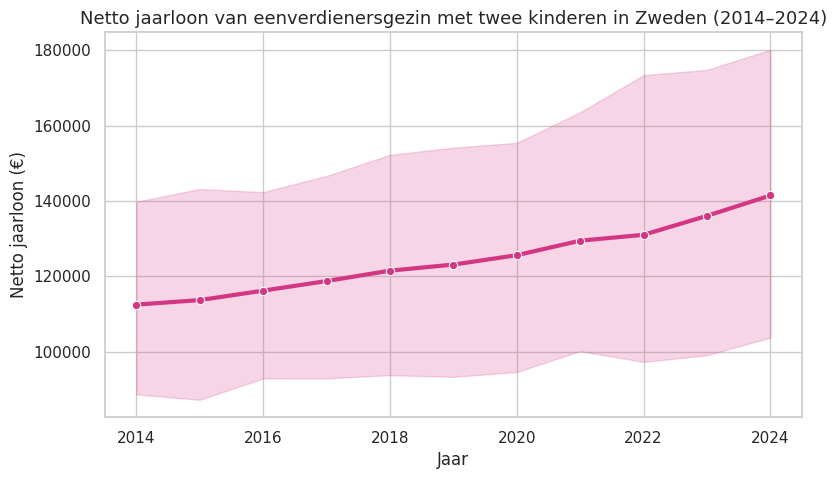 Netto jaarloon van eenverdienersgezin met twee kinderen in Zweden (2014–2024)
180000
160000
140000
120000
100000
Netto jaarloon (€)
2014 2016 2018 2020 2022 2024
Jaar